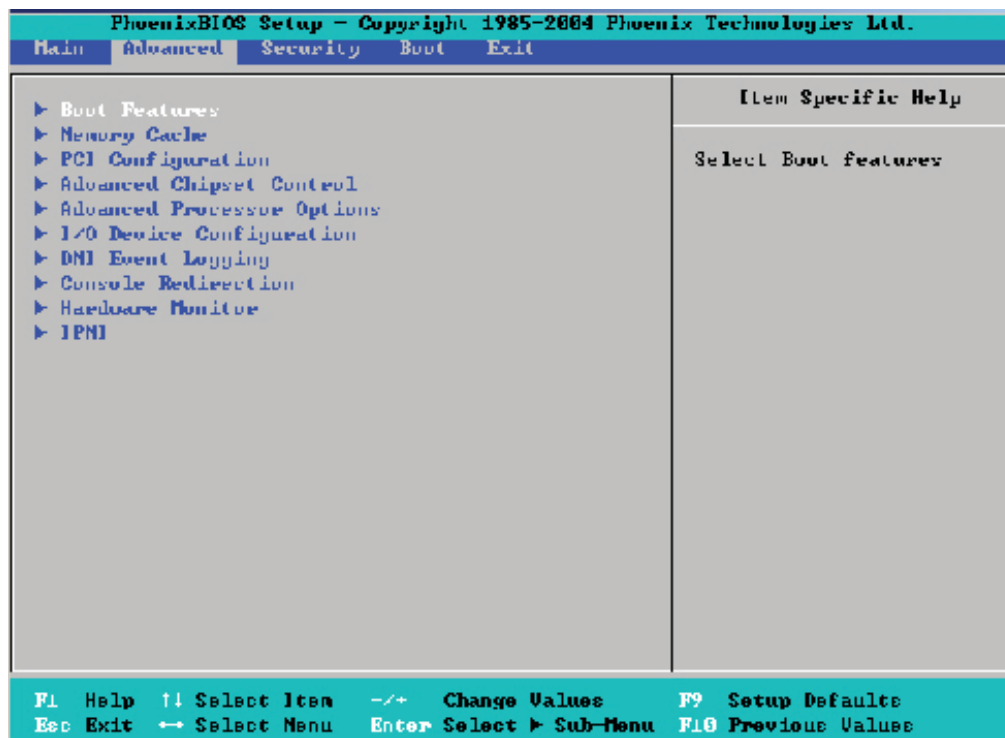 PhoenixBIOS Setup - Copyright 1985-2004 Phoenix Technologies Ltd.
Main Advanced Security Boot Exit
Item Specific Help
▶ Boot Features
Select Boot features
▶ Memory Cache
▶ PCI Configuration
▶ Advanced Chipset Control
▶ Advanced Processor Options
▶ I/O Device Configuration
▶ DMI Event Logging
▶ Console Redirection
▶ Hardware Monitor
▶ IPMI
F1 Help ↑↓ Select Item -/+ Change Values F9 Setup Defaults
Esc Exit ↔ Select Menu Enter Select ▶ Sub-Menu F10 Previous Values